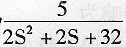 5
2S² + 2S + 32